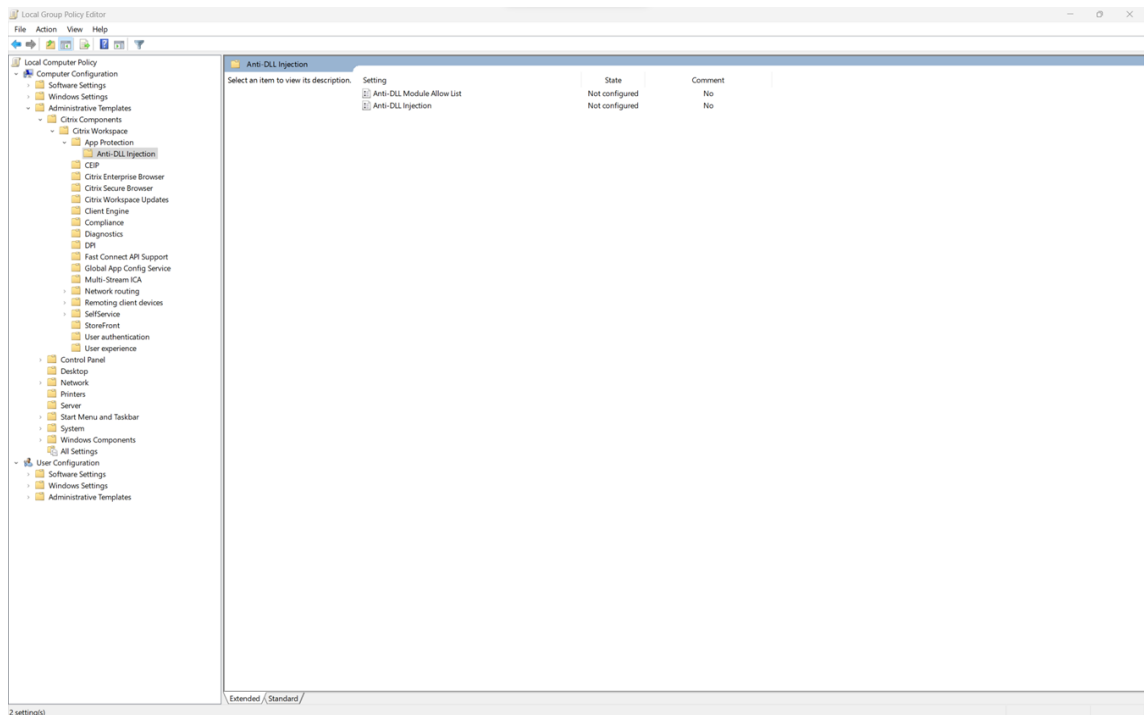 Local Group Policy Editor
File Action View Help
Local Computer Policy
Computer Configuration
Software Settings
Windows Settings
Administrative Templates
Citrix Components
Citrix Workspace
App Protection
Anti-DLL Injection
CEIP
Citrix Enterprise Browser
Citrix Secure Browser
Citrix Workspace Updates
Client Engine
Compliance
Diagnostics
DPI
Fast Connect API Support
Global App Config Service
Multi-Stream ICA
Network routing
Remoting client devices
SelfService
StoreFront
User authentication
User experience
Control Panel
Desktop
Network
Printers
Server
Start Menu and Taskbar
System
Windows Components
All Settings
User Configuration
Software Settings
Windows Settings
Administrative Templates
Anti-DLL Injection
Select an item to view its description.
Setting State Comment
Anti-DLL Module Allow List Not configured No
Anti-DLL Injection Not configured No
Extended Standard
2 setting(s)